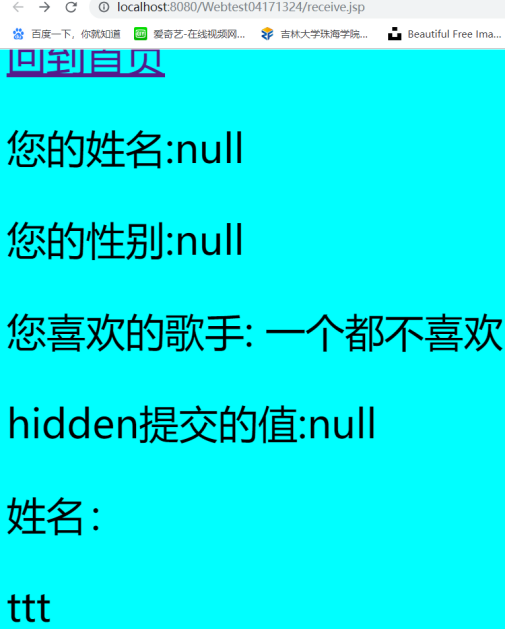 localhost:8080/Webtest04171324/receive.jsp
百度一下，你就知道 爱奇艺-在线视频网... 吉林大学珠海学院... Beautiful Free Ima...
回到首页
您的姓名:null
您的性别:null
您喜欢的歌手: 一个都不喜欢
hidden提交的值:null
姓名：
ttt